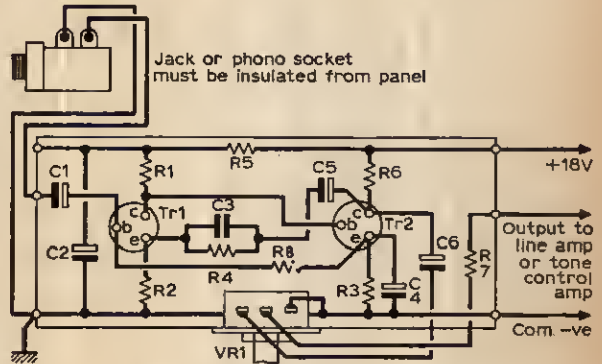 Jack or phono socket
must be insulated from panel
R5
+18V
C1
R1
C5
R6
c
Tr1
b
e
C3
c
Tr2
b
e
C2
C6
Output to
line amp
or tone
control
amp
R4
R8
R
7
R2
R3
C
4
VR1
Com. -ve